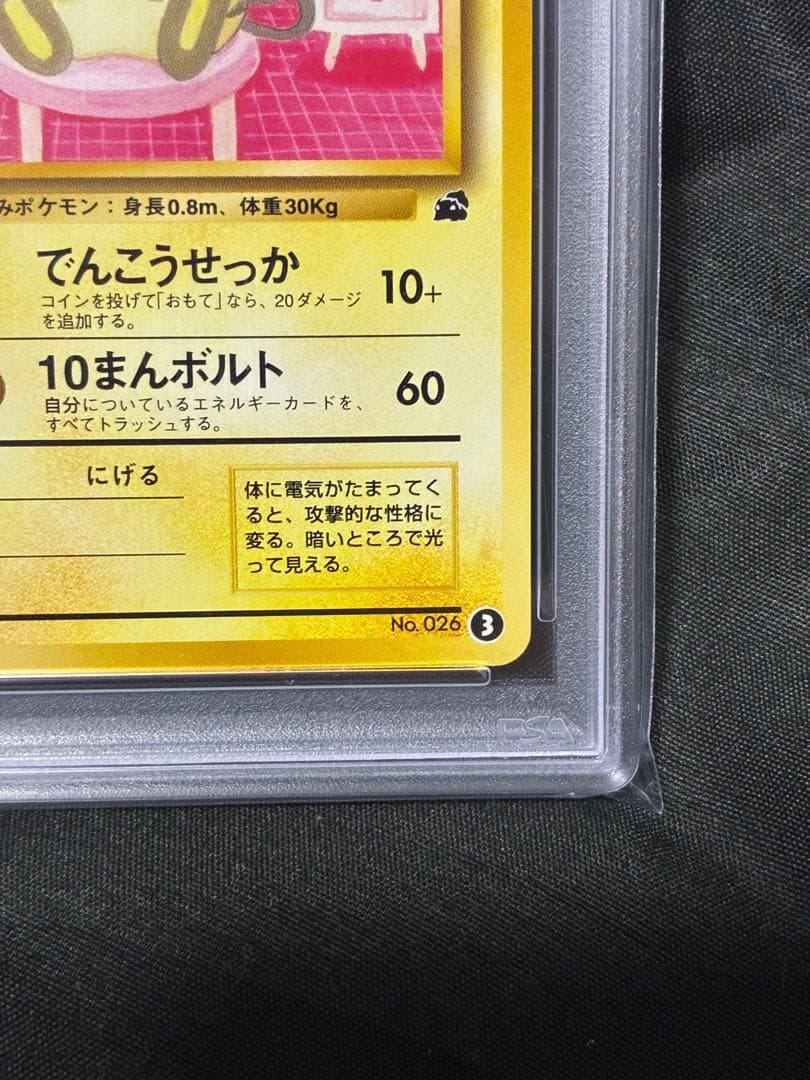 みポケモン：身長0.8m、体重30Kg
でんこうせっか 10+
コインを投げて「おもて」なら、20ダメージ
を追加する。
10まんボルト 60
自分についているエネルギーカードを、
すべてトラッシュする。
にげる
体に電気がたまってく
ると、攻撃的な性格に
変る。暗いところで光
って見える。
No. 026 3
PSA